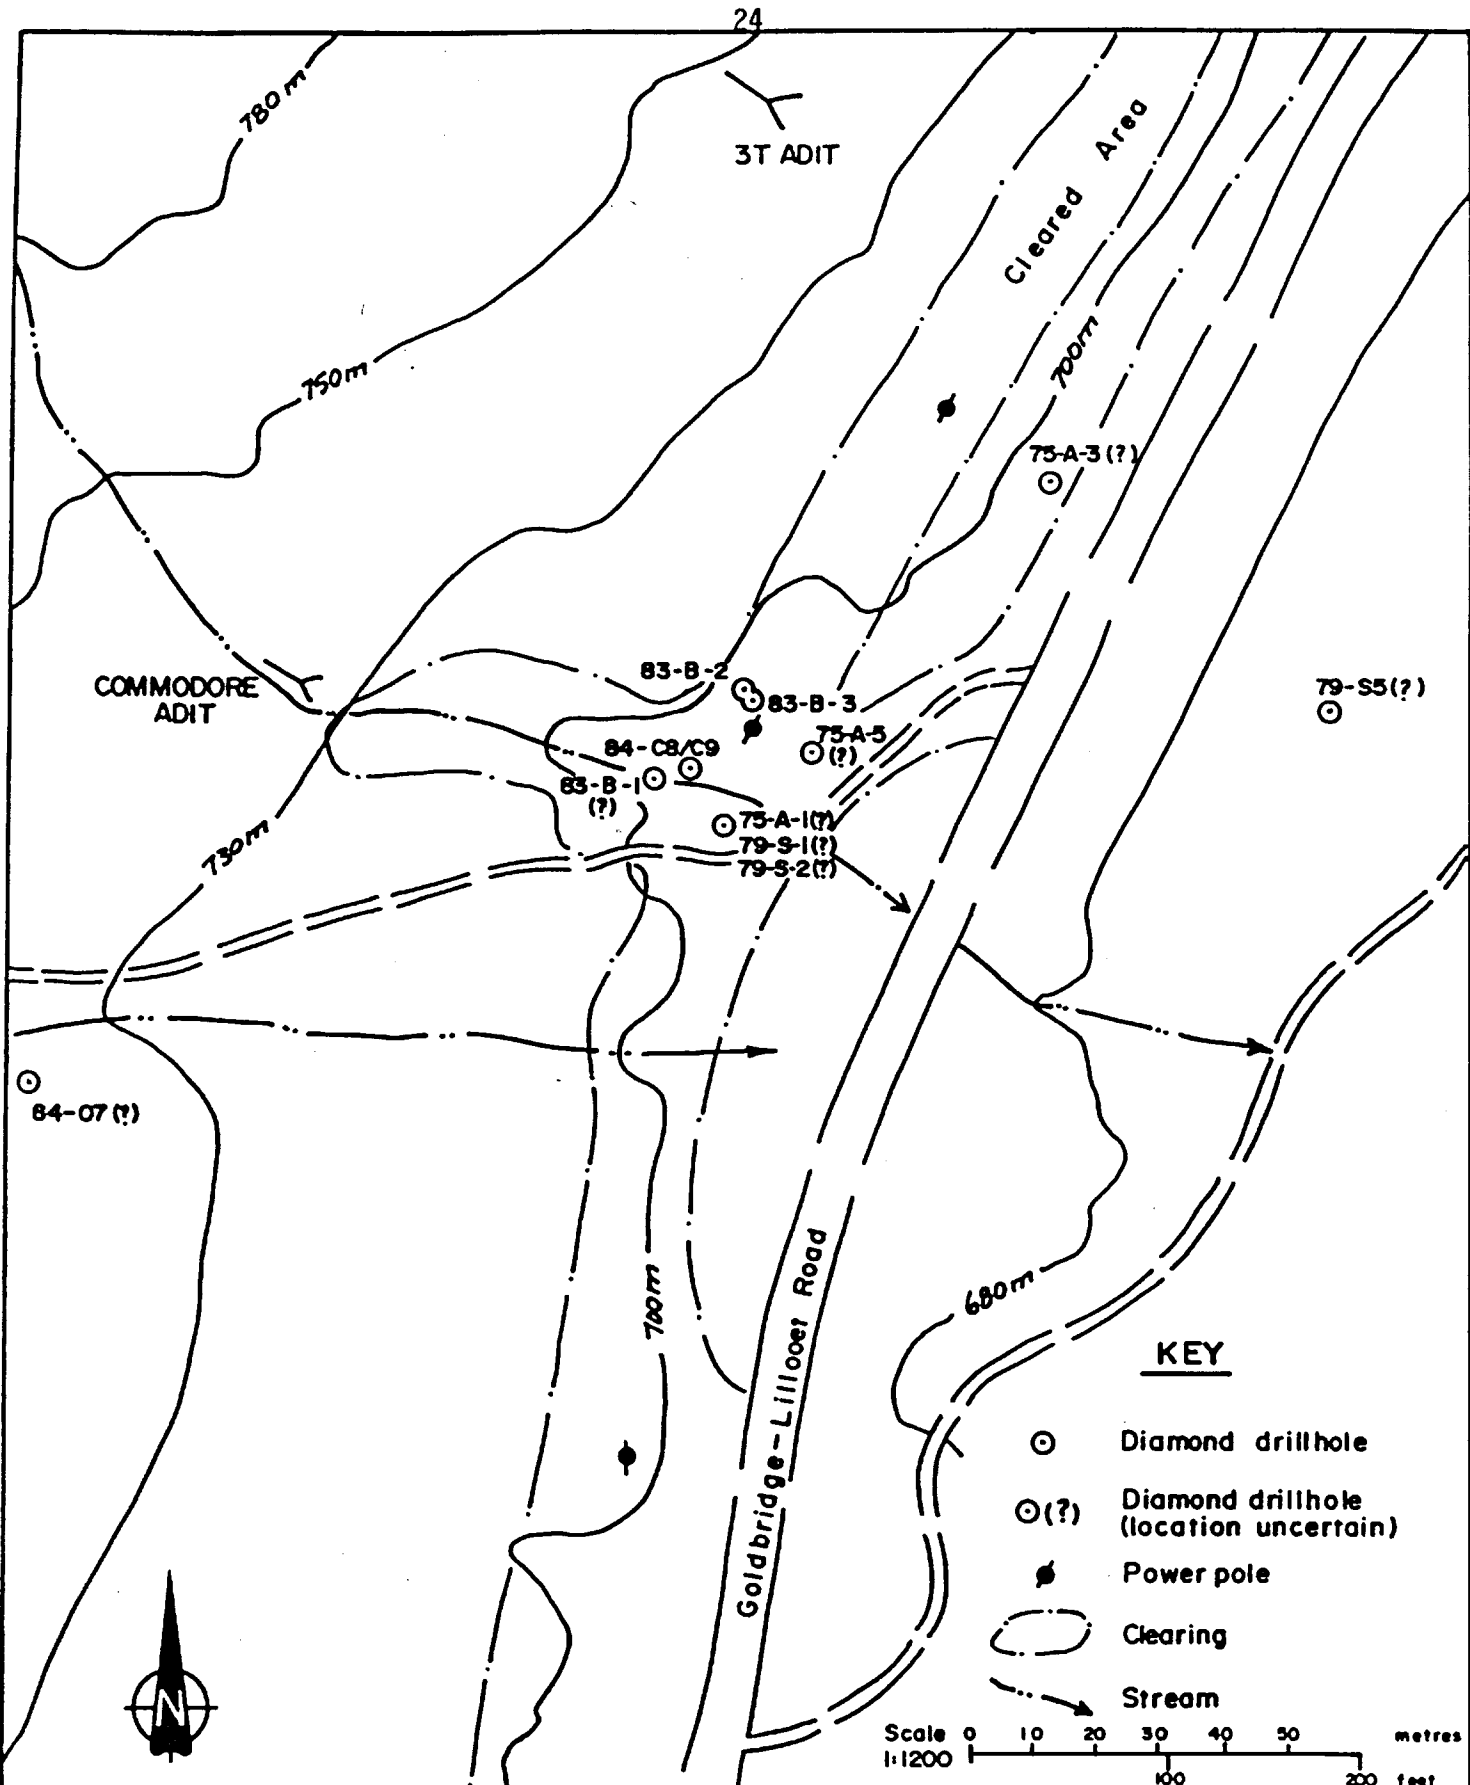 24
780 m
3T ADIT
Cleared Area
750m
700m
75-A-3(?)
COMMODORE
ADIT
83-B-2
83-B-3
79-S5(?)
84-C8/C9
75-A-5
(?)
83-B-1
(?)
75-A-1(?)
79-S-1(?)
79-S-2(?)
730m
84-07(?)
700m
Goldbridge-Lillooet Road
680m
KEY
Diamond drillhole
(?)
Diamond drillhole
(location uncertain)
Power pole
Clearing
Stream
N
Scale 0 10 20 30 40 50 metres
1:1200
100 200 feet